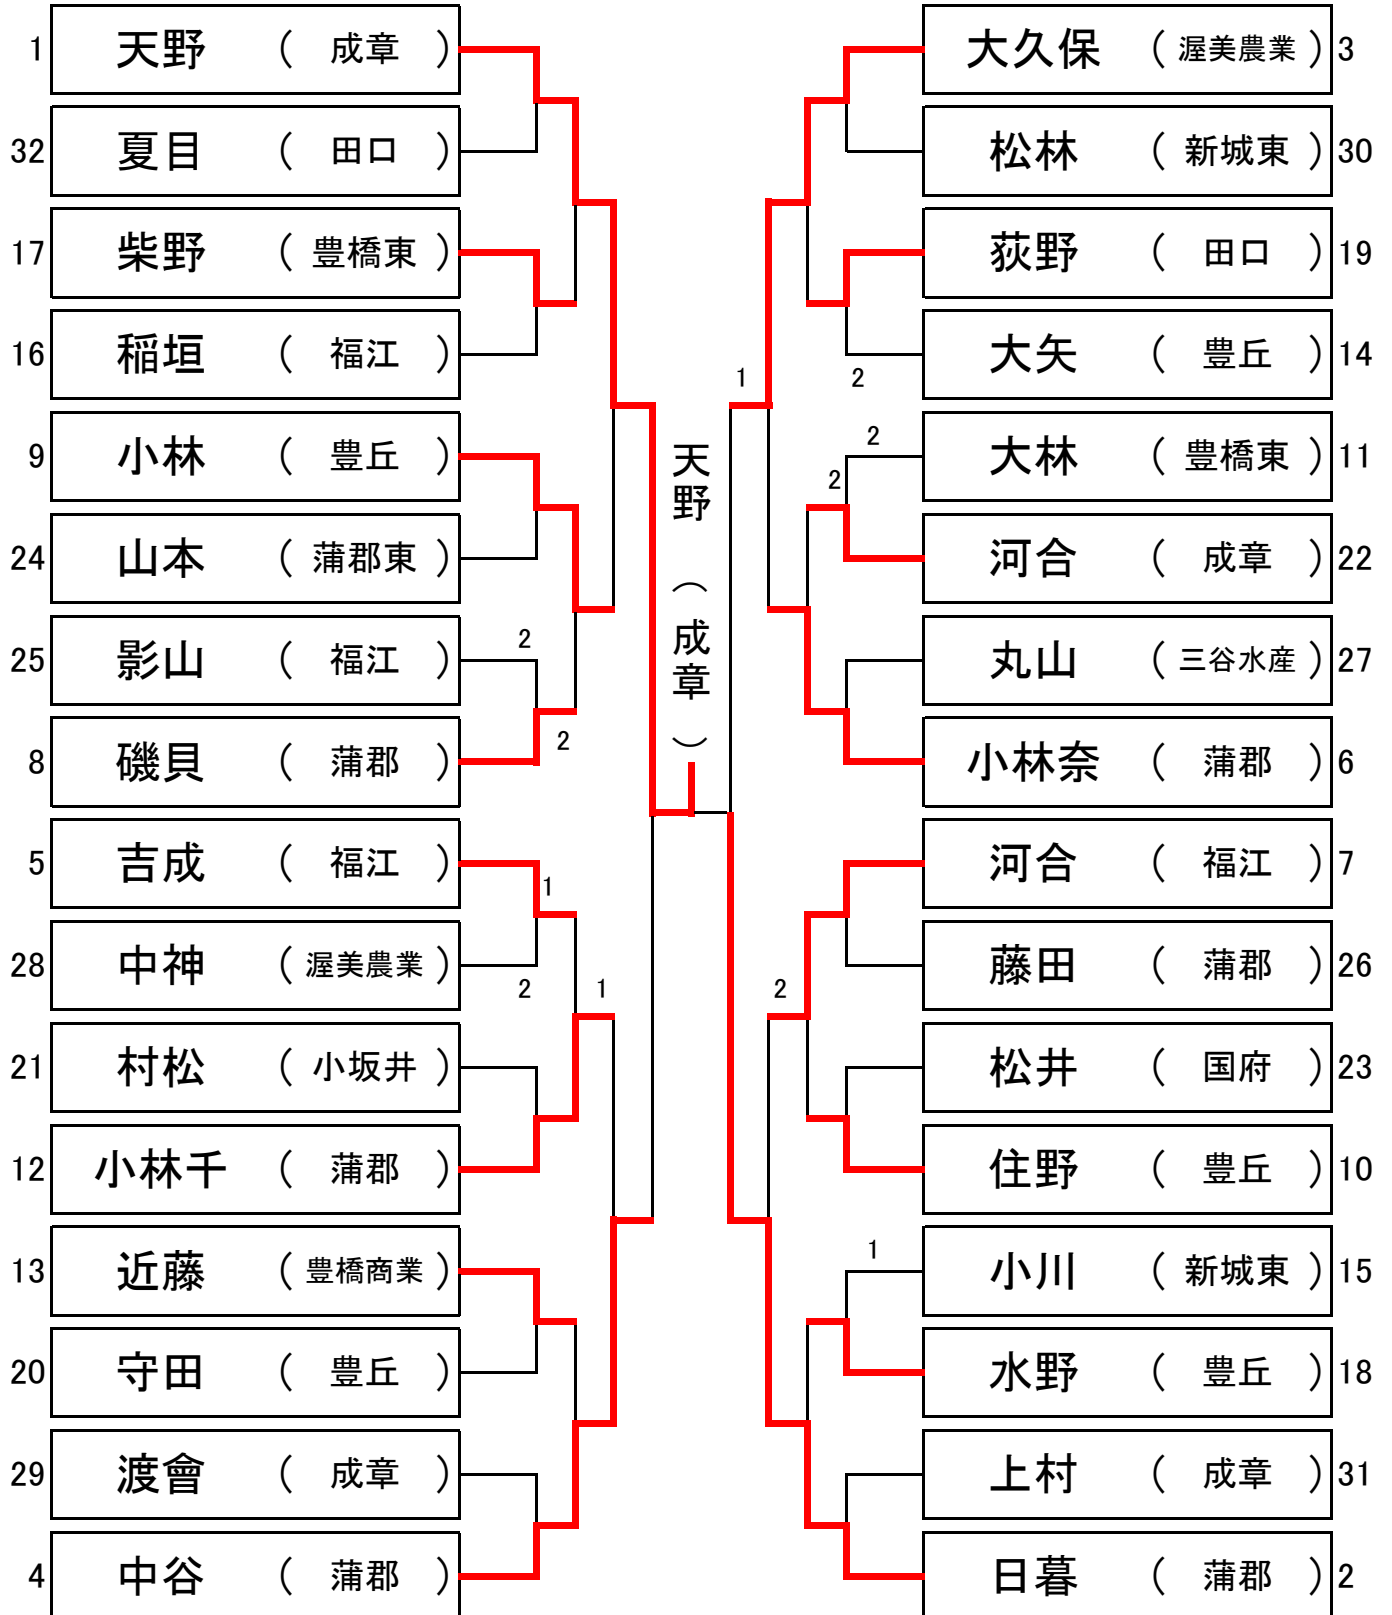 1 天野 ( 成章 )
32 夏目 ( 田口 )
17 柴野 ( 豊橋東 )
16 稲垣 ( 福江 )
9 小林 ( 豊丘 )
24 山本 ( 蒲郡東 )
25 影山 ( 福江 ) 2
8 磯貝 ( 蒲郡 ) 2
5 吉成 ( 福江 ) 1
28 中神 ( 渥美農業 ) 2 1
21 村松 ( 小坂井 )
12 小林千 ( 蒲郡 )
13 近藤 ( 豊橋商業 )
20 守田 ( 豊丘 )
29 渡會 ( 成章 )
4 中谷 ( 蒲郡 )
天野 (成章)
大久保 ( 渥美農業 ) 3
松林 ( 新城東 ) 30
荻野 ( 田口 ) 19
1 2 大矢 ( 豊丘 ) 14
2 大林 ( 豊橋東 ) 11
2 河合 ( 成章 ) 22
丸山 ( 三谷水産 ) 27
小林奈 ( 蒲郡 ) 6
河合 ( 福江 ) 7
2 藤田 ( 蒲郡 ) 26
松井 ( 国府 ) 23
住野 ( 豊丘 ) 10
1 小川 ( 新城東 ) 15
水野 ( 豊丘 ) 18
上村 ( 成章 ) 31
日暮 ( 蒲郡 ) 2